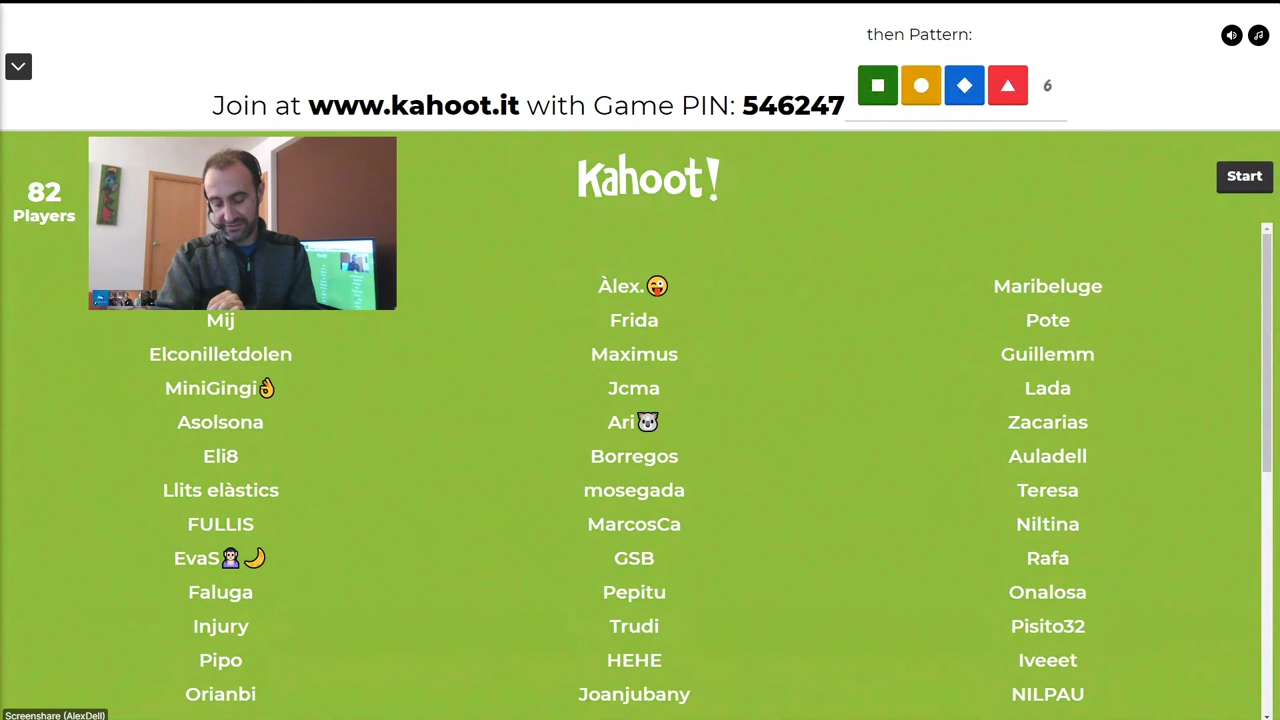 then Pattern:
6
Join at www.kahoot.it with Game PIN: 546247
82
Players
Kahoot!
Start
Àlex.😜
Maribeluge
Mij
Frida
Pote
Elconilletdolen
Maximus
Guillemm
MiniGingi👌
Jcma
Lada
Asolsona
Ari🐨
Zacarias
Eli8
Borregos
Auladell
Llits elàstics
mosegada
Teresa
FULLIS
MarcosCa
Niltina
EvaS🙎🏻‍♀️🌙
GSB
Rafa
Faluga
Pepitu
Onalosa
Injury
Trudi
Pisito32
Pipo
HEHE
Iveeet
Orianbi
Joanjubany
NILPAU
Screenshare (AlexDell)